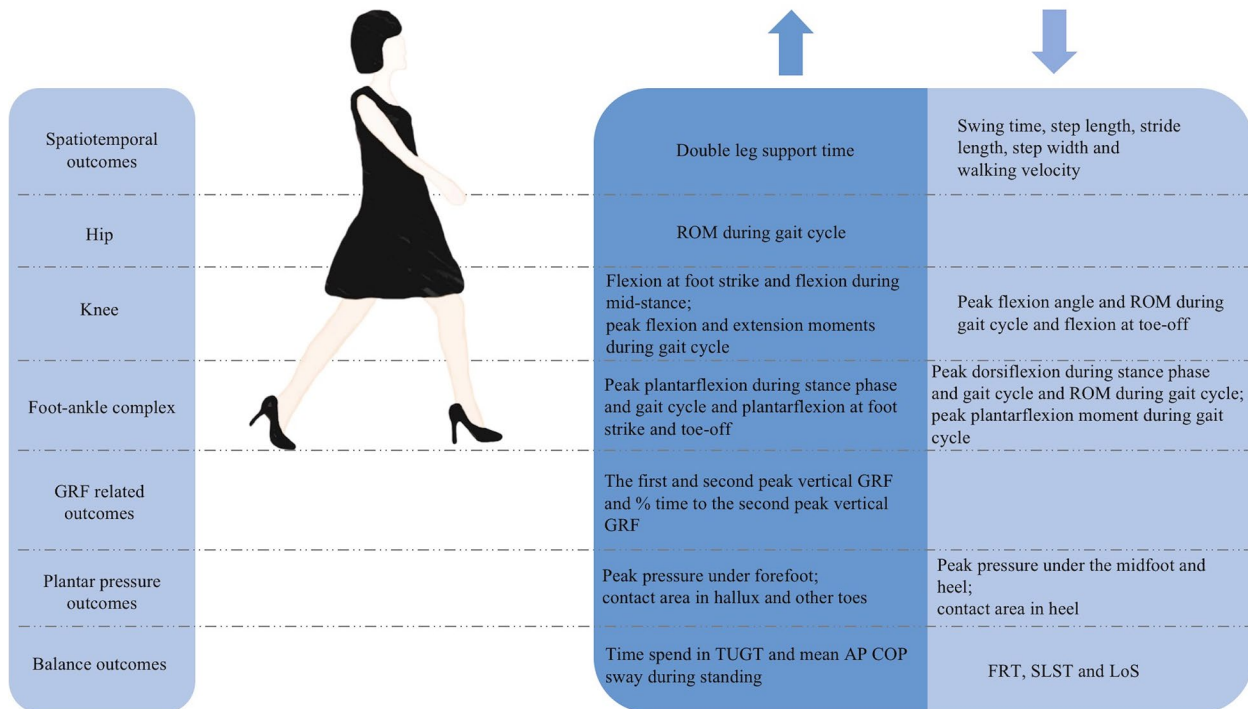 Spatiotemporal
outcomes
Double leg support time
Swing time, step length, stride
length, step width and
walking velocity
Hip
ROM during gait cycle
Knee
Flexion at foot strike and flexion during
mid-stance;
peak flexion and extension moments
during gait cycle
Peak flexion angle and ROM during
gait cycle and flexion at toe-off
Foot-ankle complex
Peak plantarflexion during stance phase
and gait cycle and plantarflexion at foot
strike and toe-off
Peak dorsiflexion during stance phase
and gait cycle and ROM during gait cycle;
peak plantarflexion moment during gait
cycle
GRF related
outcomes
The first and second peak vertical GRF
and % time to the second peak vertical
GRF
Plantar pressure
outcomes
Peak pressure under forefoot;
contact area in hallux and other toes
Peak pressure under the midfoot and
heel;
contact area in heel
Balance outcomes
Time spend in TUGT and mean AP COP
sway during standing
FRT, SLST and LoS